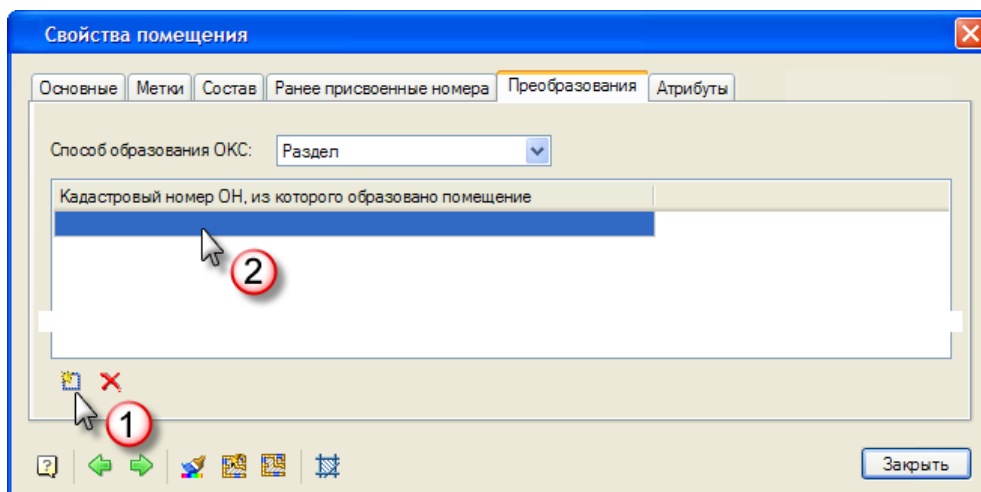 Свойства помещения
Основные Метки Состав Ранее присвоенные номера Преобразования Атрибуты
Способ образования ОКС: Раздел
Кадастровый номер ОН, из которого образовано помещение
2
1
? Закрыть